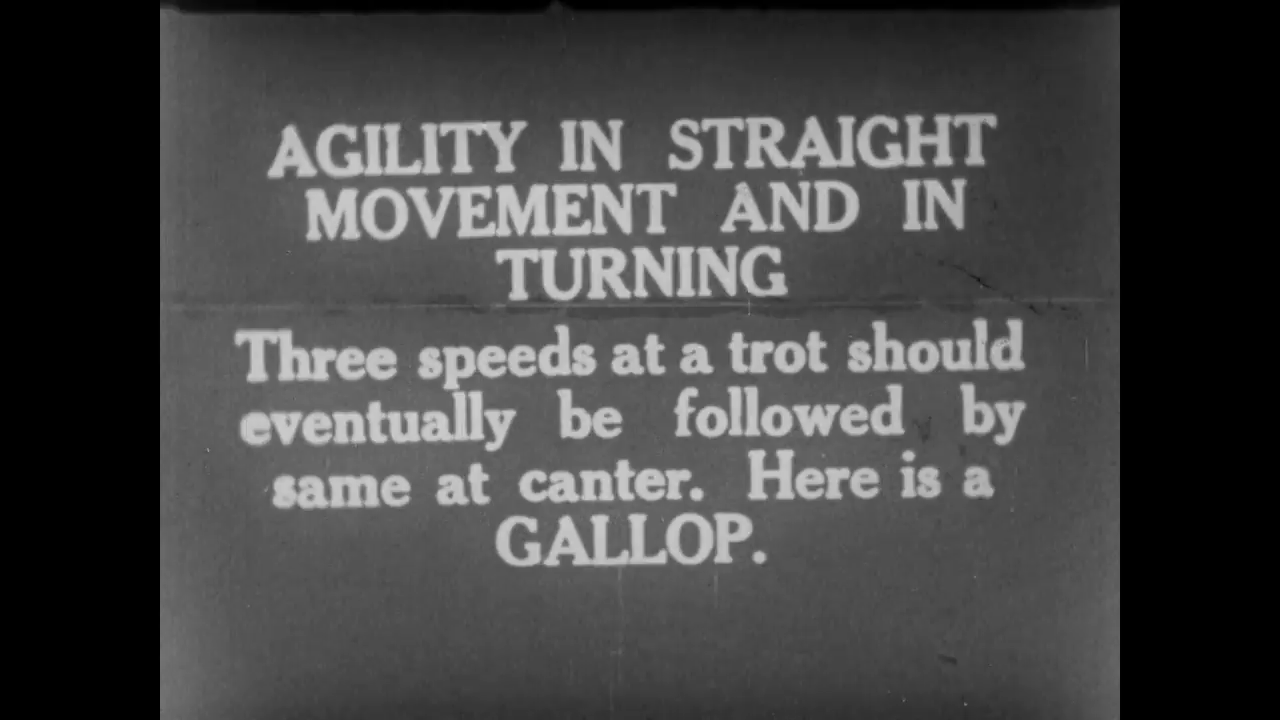 AGILITY IN STRAIGHT
MOVEMENT AND IN
TURNING
Three speeds at a trot should
eventually be followed by
same at canter. Here is a
GALLOP.